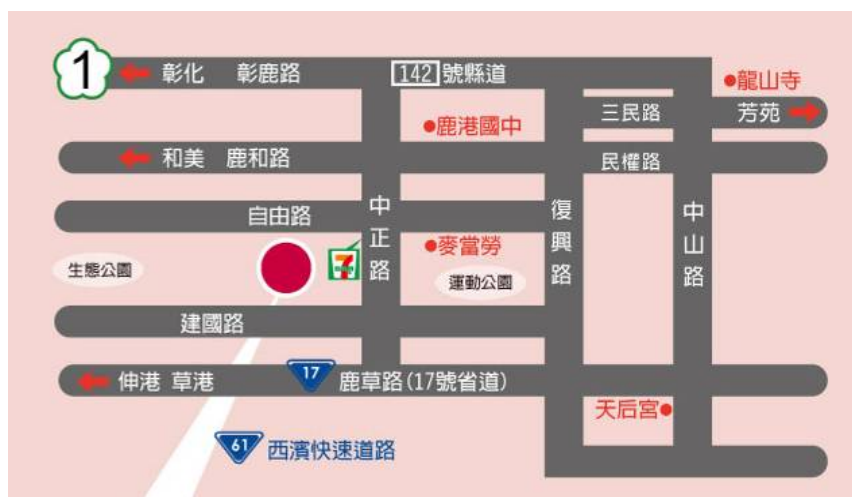 1 彰化 彰鹿路 142號縣道
●龍山寺
三民路 芳苑
●鹿港國中
和美 鹿和路 民權路
自由路
中正路
復興路
中山路
●麥當勞
生態公園
7
運動公園
建國路
伸港 草港 17 鹿草路(17號省道)
天后宮●
61 西濱快速道路